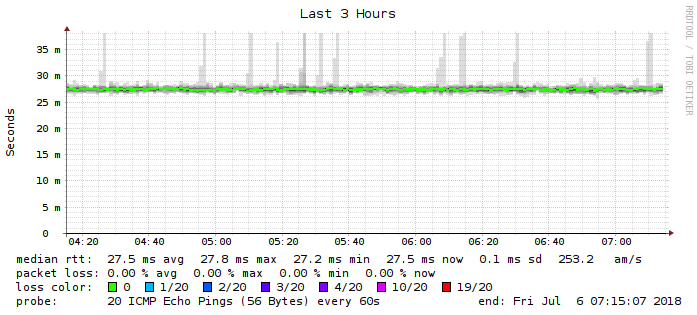 Last 3 Hours
RRDTOOL / TOBI OETIKER
Seconds
35 m
30 m
25 m
20 m
15 m
10 m
5 m
0
04:20 04:40 05:00 05:20 05:40 06:00 06:20 06:40 07:00
median rtt: 27.5 ms avg 27.8 ms max 27.2 ms min 27.5 ms now 0.1 ms sd 253.2 am/s
packet loss: 0.00 % avg 0.00 % max 0.00 % min 0.00 % now
loss color: 0 1/20 2/20 3/20 4/20 10/20 19/20
probe: 20 ICMP Echo Pings (56 Bytes) every 60s end: Fri Jul 6 07:15:07 2018